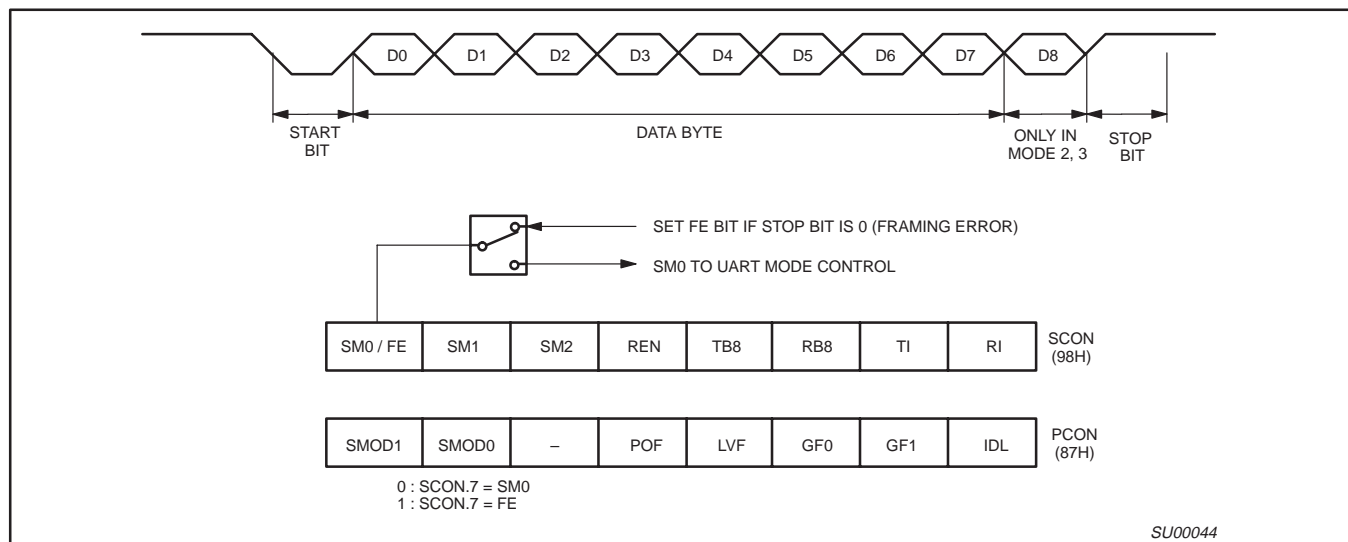 D0 D1 D2 D3 D4 D5 D6 D7 D8
START
BIT
DATA BYTE
ONLY IN
MODE 2, 3
STOP
BIT
SET FE BIT IF STOP BIT IS 0 (FRAMING ERROR)
SM0 TO UART MODE CONTROL
SM0 / FE SM1 SM2 REN TB8 RB8 TI RI
SCON
(98H)
SMOD1 SMOD0 – POF LVF GF0 GF1 IDL
PCON
(87H)
0 : SCON.7 = SM0
1 : SCON.7 = FE
SU00044